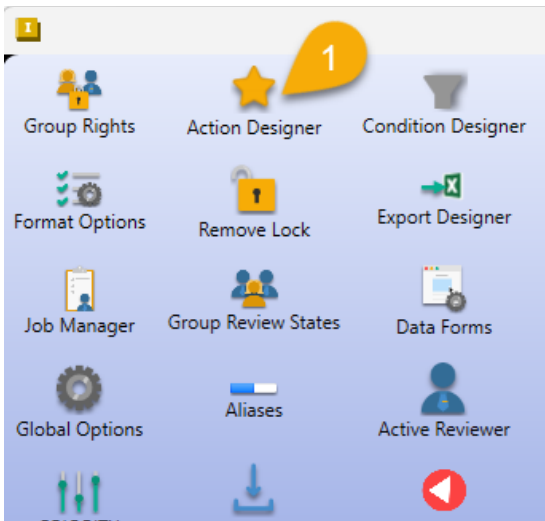 1
Group Rights
Action Designer
Condition Designer
Format Options
Remove Lock
Export Designer
Job Manager
Group Review States
Data Forms
Global Options
Aliases
Active Reviewer